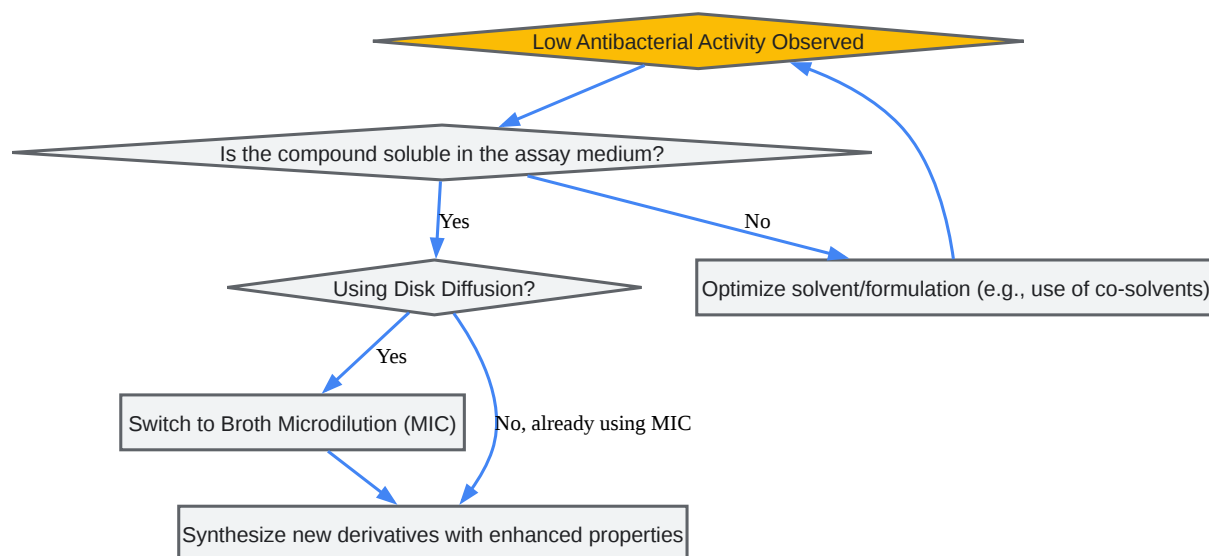 Low Antibacterial Activity Observed
Is the compound soluble in the assay medium?
Yes
No
Using Disk Diffusion?
Optimize solvent/formulation (e.g., use of co-solvents)
Yes
Switch to Broth Microdilution (MIC)
No, already using MIC
Synthesize new derivatives with enhanced properties